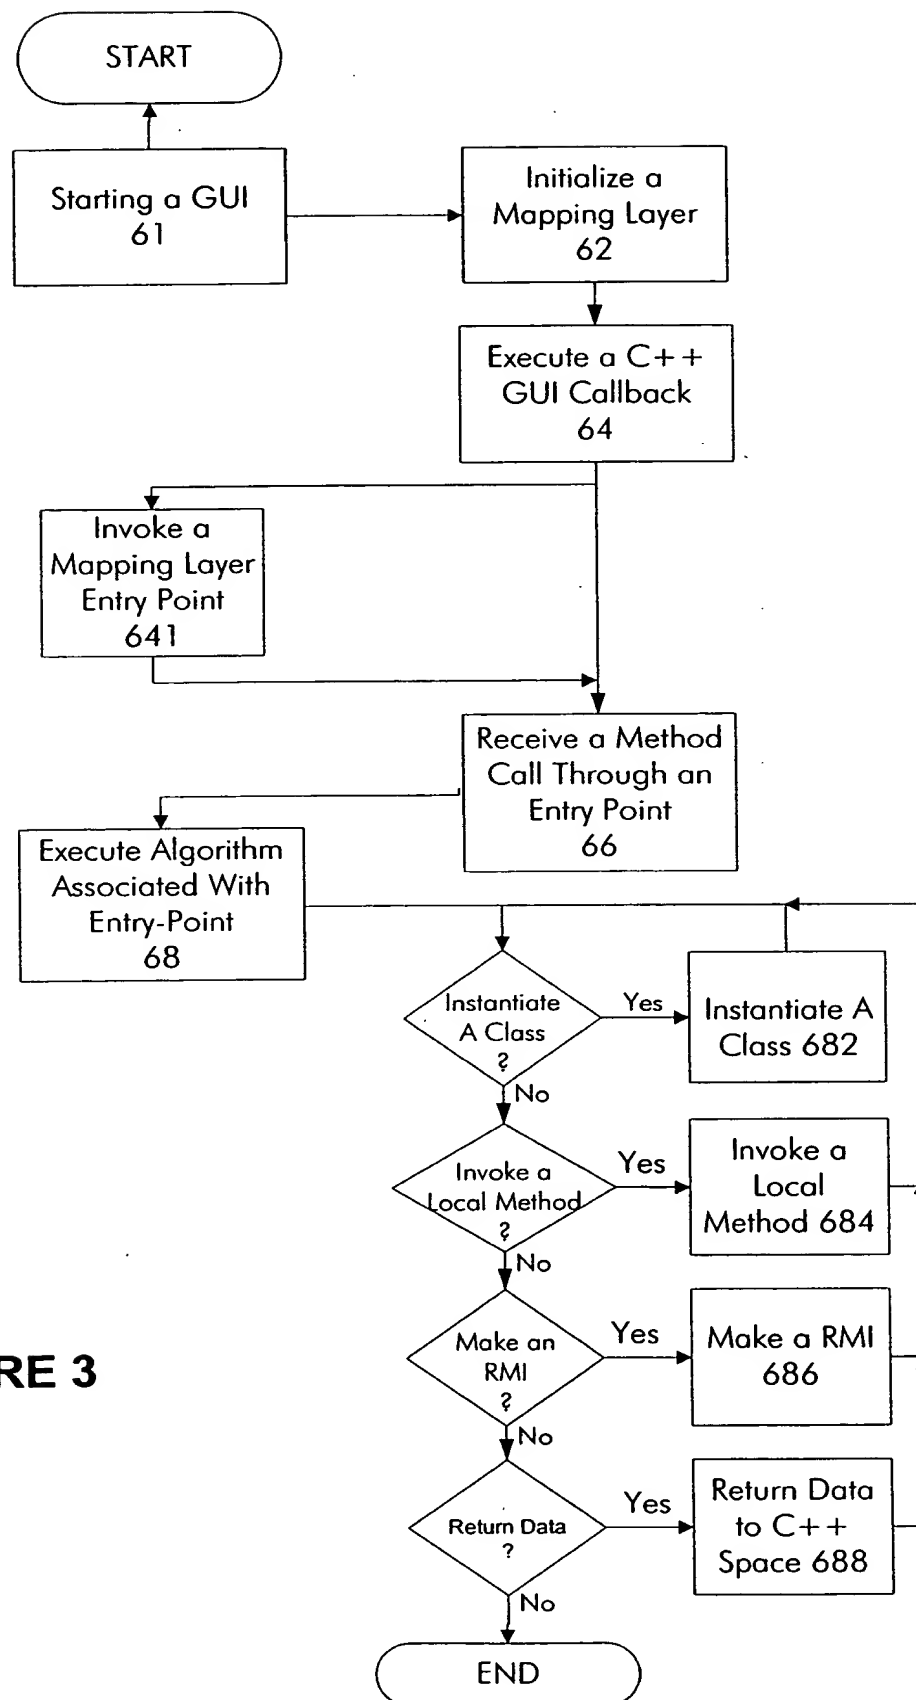 START
Starting a GUI
61
Initialize a
Mapping Layer
62
Execute a C++
GUI Callback
64
Invoke a
Mapping Layer
Entry Point
641
Receive a Method
Call Through an
Entry Point
66
Execute Algorithm
Associated With
Entry-Point
68
Instantiate
A Class
?
Yes
Instantiate A
Class 682
No
Invoke a
Local Method
?
Yes
Invoke a
Local
Method 684
No
Make an
RMI
?
Yes
Make a RMI
686
No
RE 3
Return Data
?
Yes
Return Data
to C++
Space 688
No
END